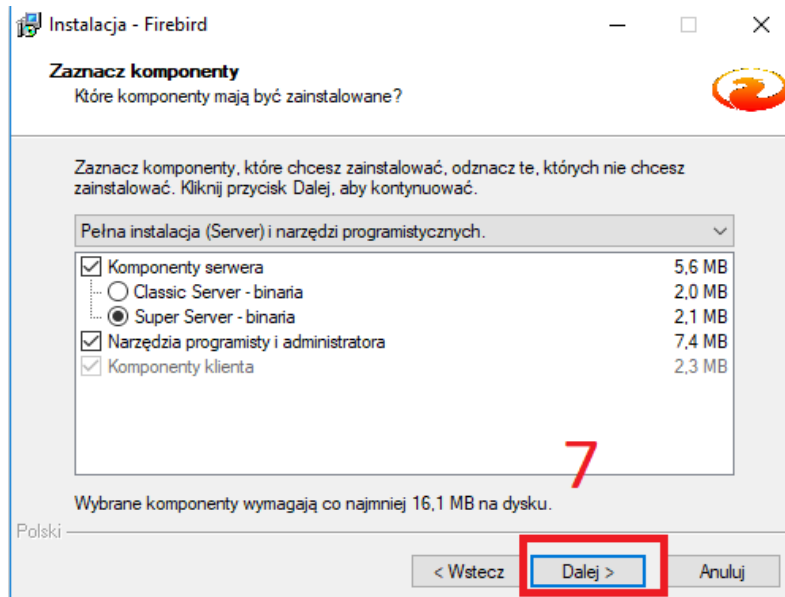 Instalacja - Firebird
Zaznacz komponenty
Które komponenty mają być zainstalowane?
Zaznacz komponenty, które chcesz zainstalować, odznacz te, których nie chcesz
zainstalować. Kliknij przycisk Dalej, aby kontynuować.
Pełna instalacja (Server) i narzędzi programistycznych.
Komponenty serwera 5,6 MB
Classic Server - binaria 2,0 MB
Super Server - binaria 2,1 MB
Narzędzia programisty i administratora 7,4 MB
Komponenty klienta 2,3 MB
7
Wybrane komponenty wymagają co najmniej 16,1 MB na dysku.
Polski
< Wstecz Dalej > Anuluj